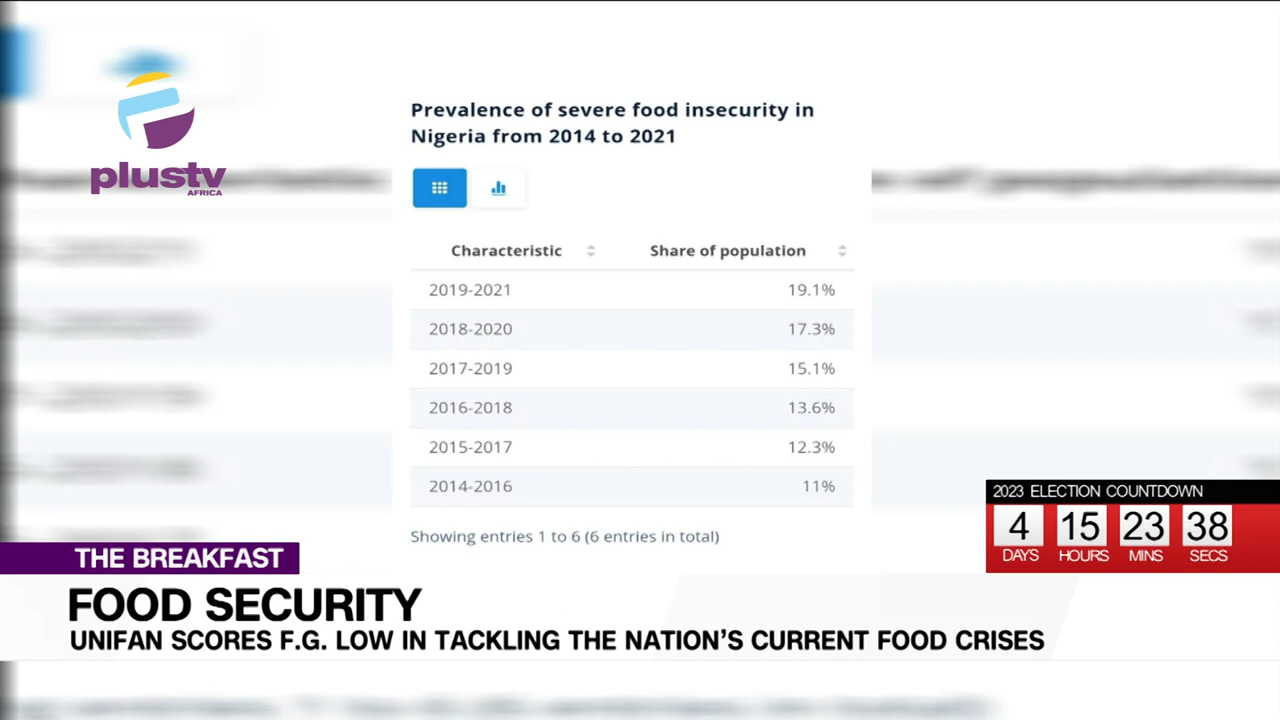 plustv
AFRICA
Prevalence of severe food insecurity in
Nigeria from 2014 to 2021
Characteristic Share of population
2019-2021 19.1%
2018-2020 17.3%
2017-2019 15.1%
2016-2018 13.6%
2015-2017 12.3%
2014-2016 11%
Showing entries 1 to 6 (6 entries in total)
2023 ELECTION COUNTDOWN
4 15 23 38
DAYS HOURS MINS SECS
THE BREAKFAST
FOOD SECURITY
UNIFAN SCORES F.G. LOW IN TACKLING THE NATION'S CURRENT FOOD CRISES